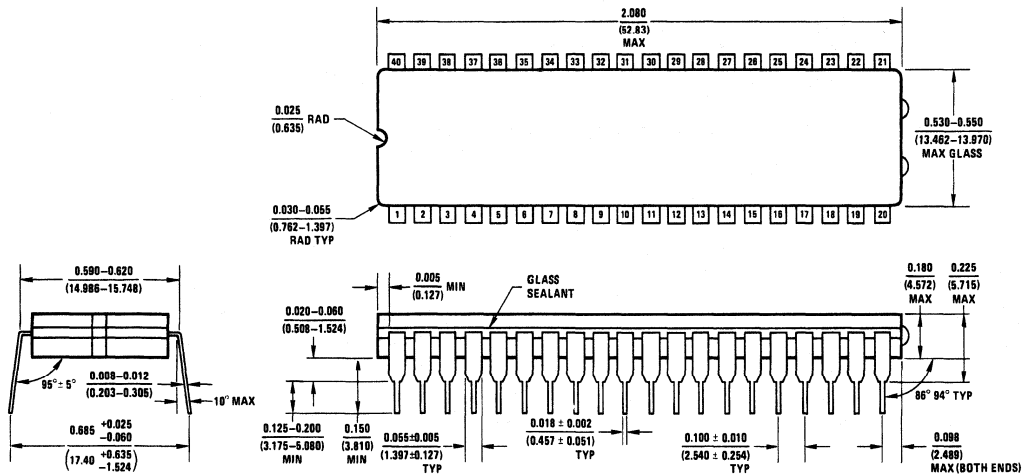 2.080
(52.83)
MAX
40 39 38 37 36 35 34 33 32 31 30 29 28 27 26 25 24 23 22 21
0.025
(0.635) RAD
0.530–0.550
(13.462–13.970)
MAX GLASS
0.030–0.055
(0.762–1.397)
RAD TYP
1 2 3 4 5 6 7 8 9 10 11 12 13 14 15 16 17 18 19 20
0.590–0.620
(14.986–15.748)
0.005
(0.127) MIN
GLASS
SEALANT
0.180
(4.572)
MAX
0.225
(5.715)
MAX
0.020–0.060
(0.508–1.524)
95° ± 5°
0.008–0.012
(0.203–0.305)
10° MAX
86° 94° TYP
0.685 +0.025
-0.060
(17.40 +0.635
-1.524)
0.125–0.200
(3.175–5.080)
MIN
0.150
(3.810)
MIN
0.055±0.005
(1.397±0.127)
TYP
0.018 ± 0.002
(0.457 ± 0.051)
TYP
0.100 ± 0.010
(2.540 ± 0.254)
TYP
0.098
(2.489)
MAX (BOTH ENDS)